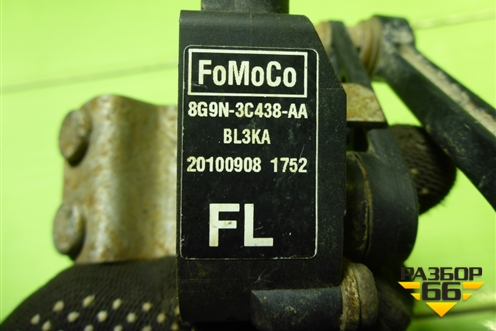 FoMoCo
8G9N-3C438-AA
BL3KA
20100908 1752
FL
РАЗБОР
66